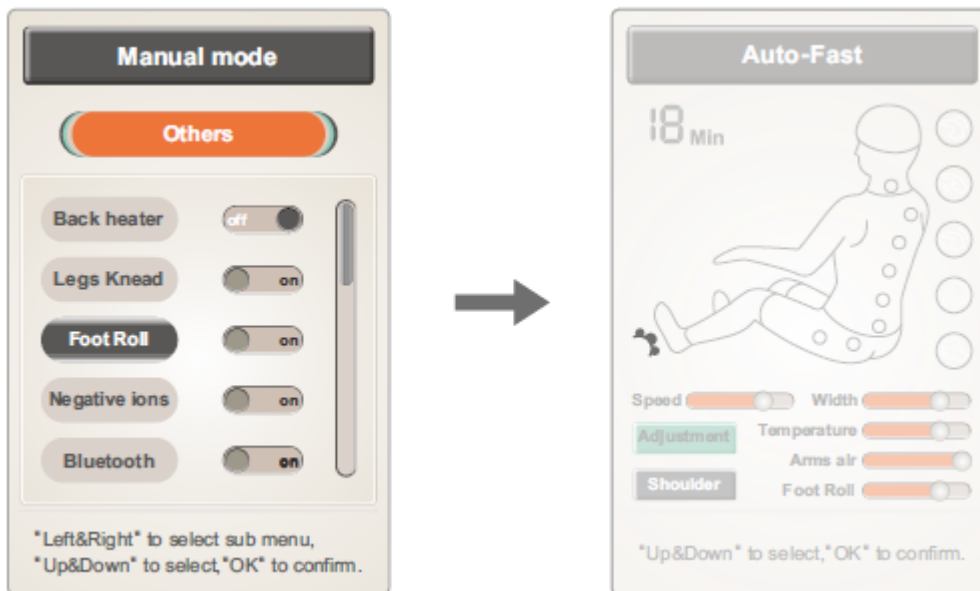 Manual mode
Others
Back heater off
Legs Knead on
Foot Roll on
Negative ions on
Bluetooth on
"Left&Right" to select sub menu,
"Up&Down" to select,"OK" to confirm.
Auto-Fast
18 Min
Speed Width
Adjustment Temperature
Arms air
Shoulder Foot Roll
"Up&Down" to select,"OK" to confirm.